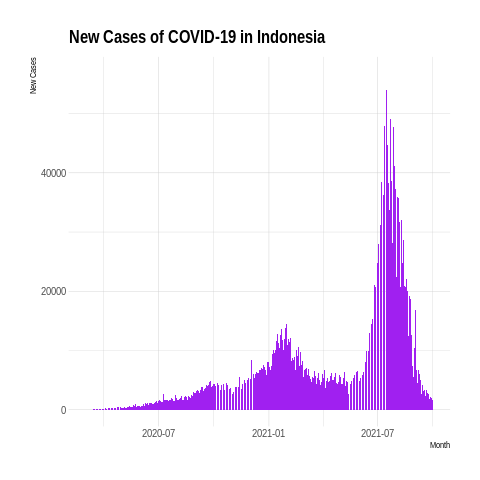 New Cases of COVID-19 in Indonesia
New Cases
40000
20000
0
2020-07
2021-01
2021-07
Month